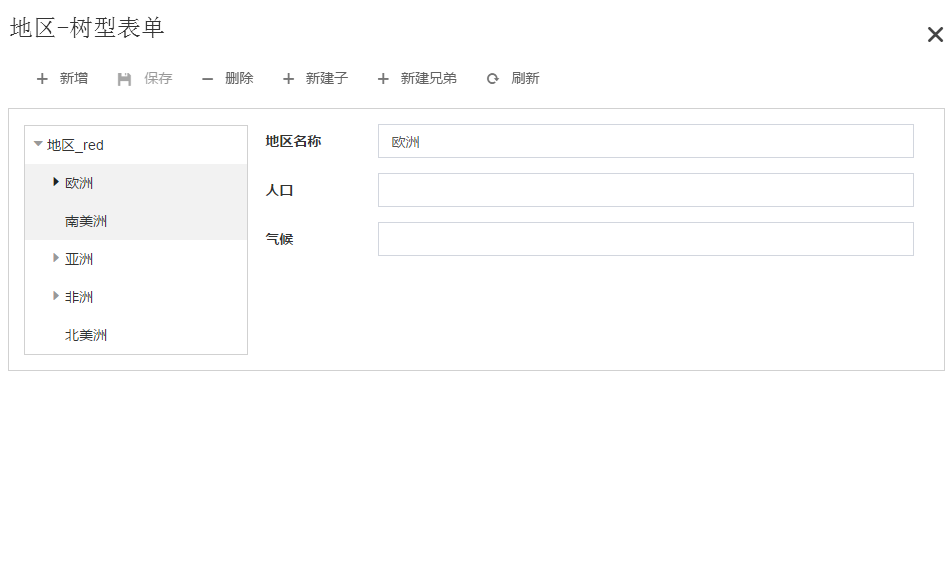 地区-树型表单
新增 保存 删除 新建子 新建兄弟 刷新
地区_red
欧洲
南美洲
亚洲
非洲
北美洲
地区名称 欧洲
人口
气候